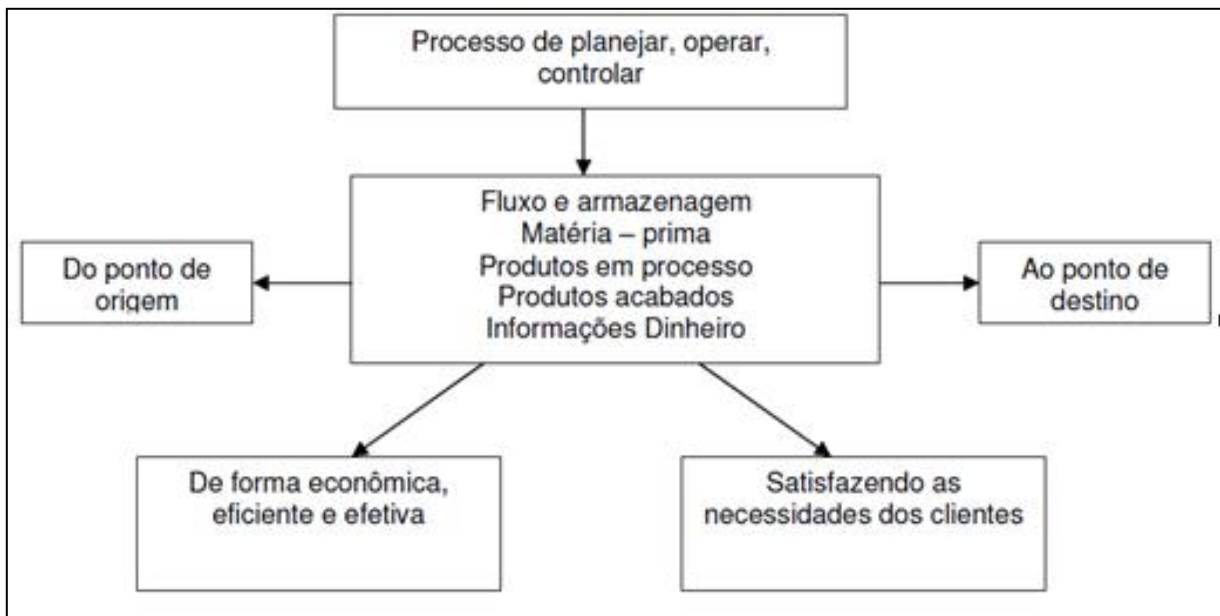 Processo de planejar, operar,
controlar
Fluxo e armazenagem
Matéria – prima
Produtos em processo
Produtos acabados
Informações Dinheiro
Do ponto de
origem
Ao ponto de
destino
De forma econômica,
eficiente e efetiva
Satisfazendo as
necessidades dos clientes